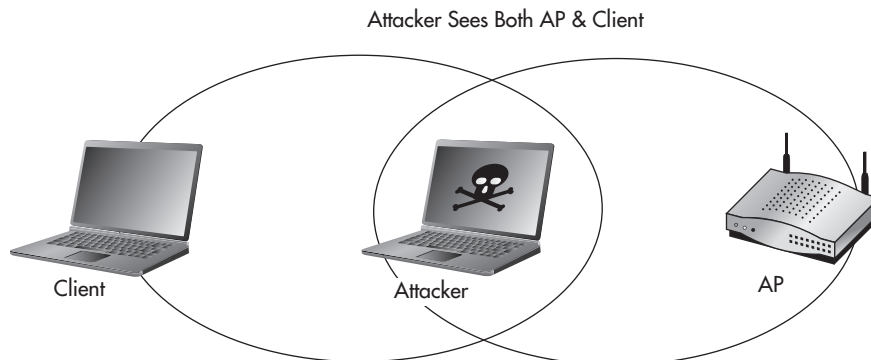 Attacker Sees Both AP & Client
Client
Attacker
AP